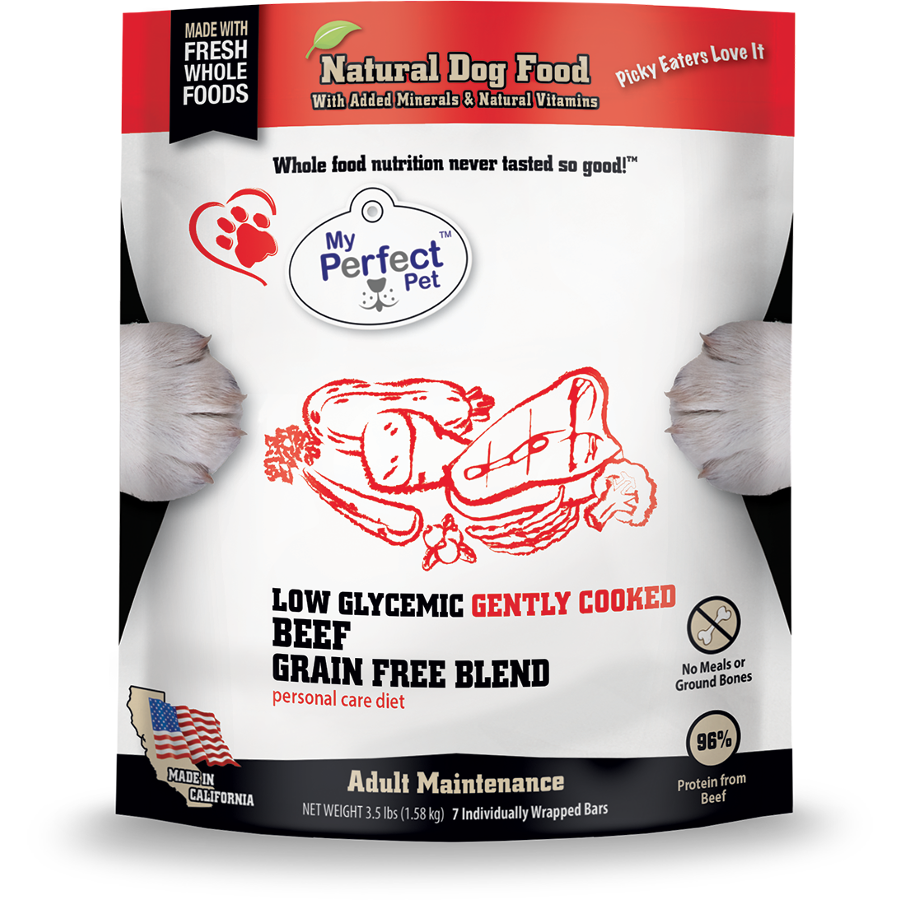 MADE WITH
FRESH
WHOLE
FOODS
Natural Dog Food
With Added Minerals & Natural Vitamins
Picky Eaters Love It
Whole food nutrition never tasted so good!™
My
Perfect™
Pet
LOW GLYCEMIC GENTLY COOKED
BEEF
GRAIN FREE BLEND
personal care diet
No Meals or
Ground Bones
96%
Protein from
Beef
MADE IN
CALIFORNIA
Adult Maintenance
NET WEIGHT 3.5 lbs (1.58 kg) 7 Individually Wrapped Bars